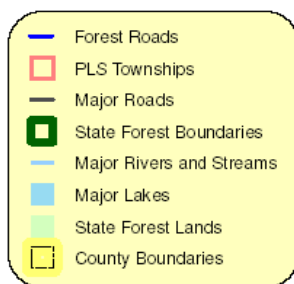 Forest Roads
PLS Townships
Major Roads
State Forest Boundaries
Major Rivers and Streams
Major Lakes
State Forest Lands
County Boundaries